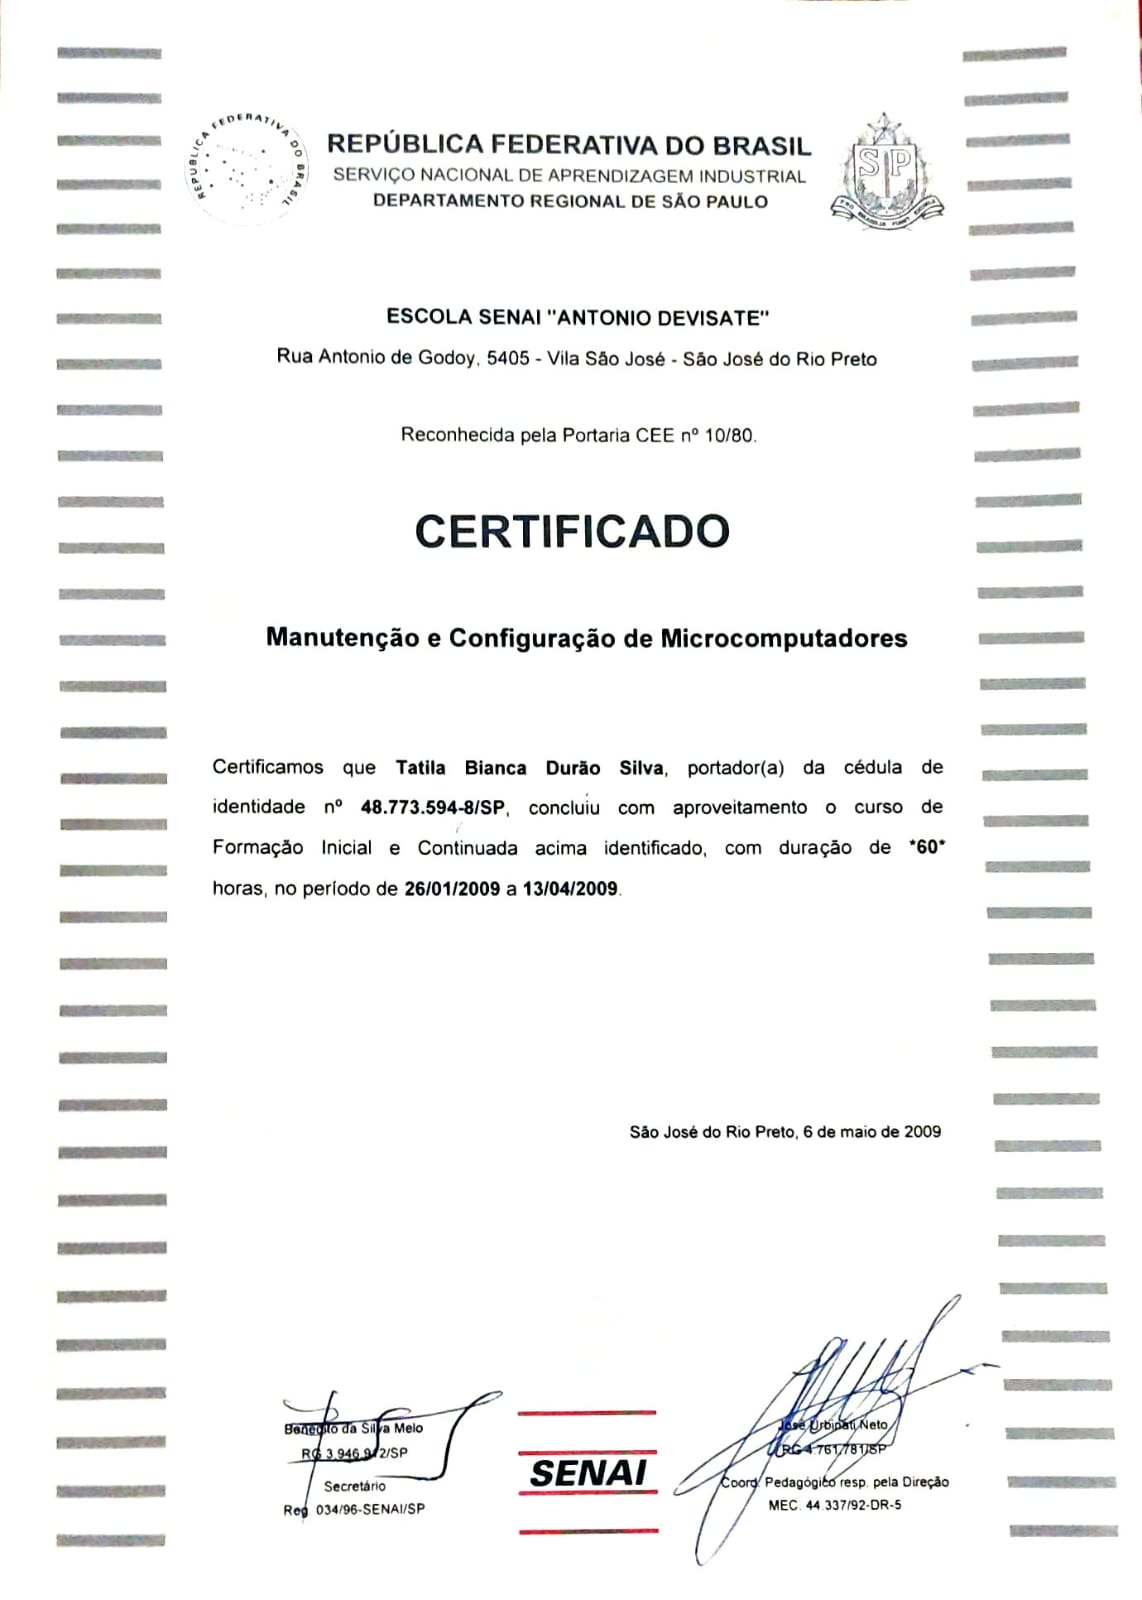 REPÚBLICA FEDERATIVA DO BRASIL
REPÚBLICA FEDERATIVA DO BRASIL
SERVIÇO NACIONAL DE APRENDIZAGEM INDUSTRIAL
DEPARTAMENTO REGIONAL DE SÃO PAULO
SP
ESCOLA SENAI "ANTONIO DEVISATE"
Rua Antonio de Godoy, 5405 - Vila São José - São José do Rio Preto
Reconhecida pela Portaria CEE nº 10/80.
CERTIFICADO
Manutenção e Configuração de Microcomputadores
Certificamos que Tatila Bianca Durão Silva, portador(a) da cédula de
identidade nº 48.773.594-8/SP, concluiu com aproveitamento o curso de
Formação Inicial e Continuada acima identificado, com duração de *60*
horas, no período de 26/01/2009 a 13/04/2009.
São José do Rio Preto, 6 de maio de 2009
Benedito da Silva Melo
RG 3.946.9 2/SP
Secretário
Reg 034/96-SENAI/SP
SENAI
José Urbinati Neto
RG 4.761.781/SP
Coord. Pedagógico resp. pela Direção
MEC. 44.337/92-DR-5